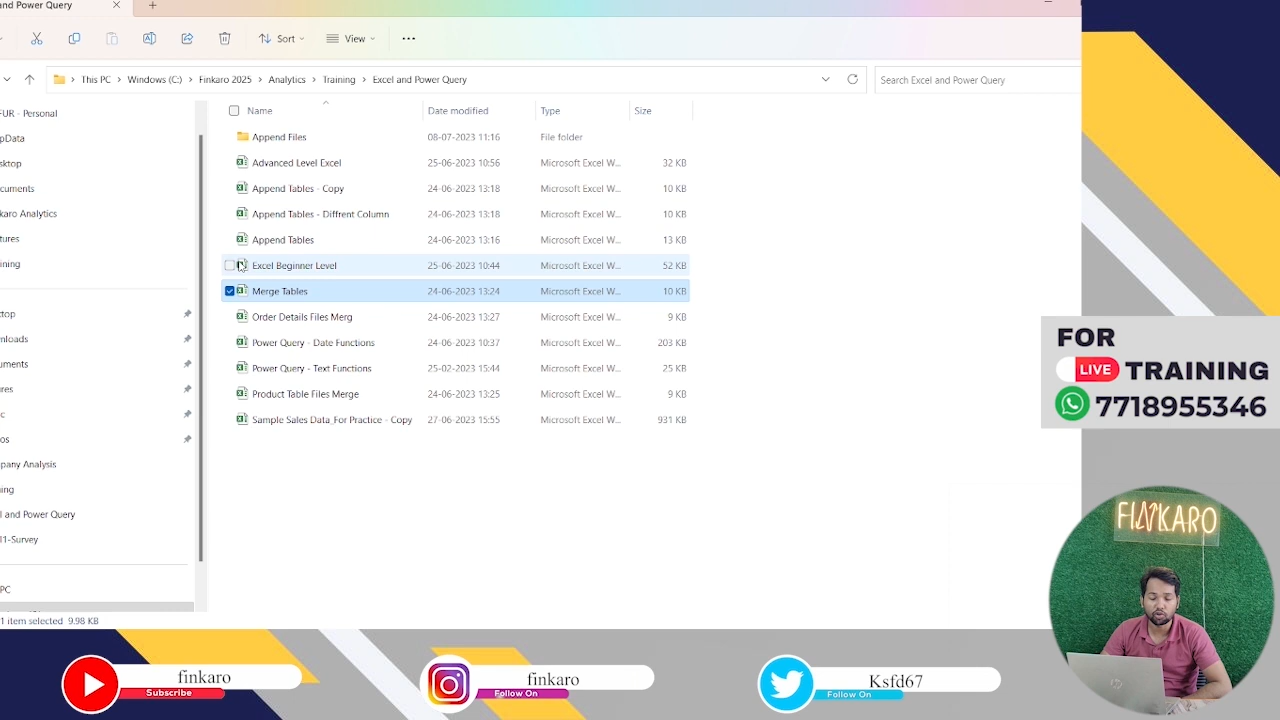 nd Power Query
Sort
View
This PC > Windows (C:) > Finkaro 2025 > Analytics > Training > Excel and Power Query
Search Excel and Power Query
FUR - Personal
pData
sktop
cuments
karo Analytics
tures
ining
top
nloads
uments
ures
c
os
pany Analysis
ng
l and Power Query
1-Survey
PC
1 item selected 9.98 KB
Name Date modified Type Size
Append Files 08-07-2023 11:16 File folder
Advanced Level Excel 25-06-2023 10:56 Microsoft Excel W... 32 KB
Append Tables - Copy 24-06-2023 13:18 Microsoft Excel W... 10 KB
Append Tables - Diffrent Column 24-06-2023 13:18 Microsoft Excel W... 10 KB
Append Tables 24-06-2023 13:16 Microsoft Excel W... 13 KB
Excel Beginner Level 25-06-2023 10:44 Microsoft Excel W... 52 KB
Merge Tables 24-06-2023 13:24 Microsoft Excel W... 10 KB
Order Details Files Merg 24-06-2023 13:27 Microsoft Excel W... 9 KB
Power Query - Date Functions 24-06-2023 10:37 Microsoft Excel W... 203 KB
Power Query - Text Functions 25-02-2023 15:44 Microsoft Excel W... 25 KB
Product Table Files Merge 24-06-2023 13:25 Microsoft Excel W... 9 KB
Sample Sales Data_For Practice - Copy 27-06-2023 15:55 Microsoft Excel W... 931 KB
FOR
LIVE TRAINING
7718955346
FINKARO
finkaro
Subscribe
finkaro
Follow On
Ksfd67
Follow On